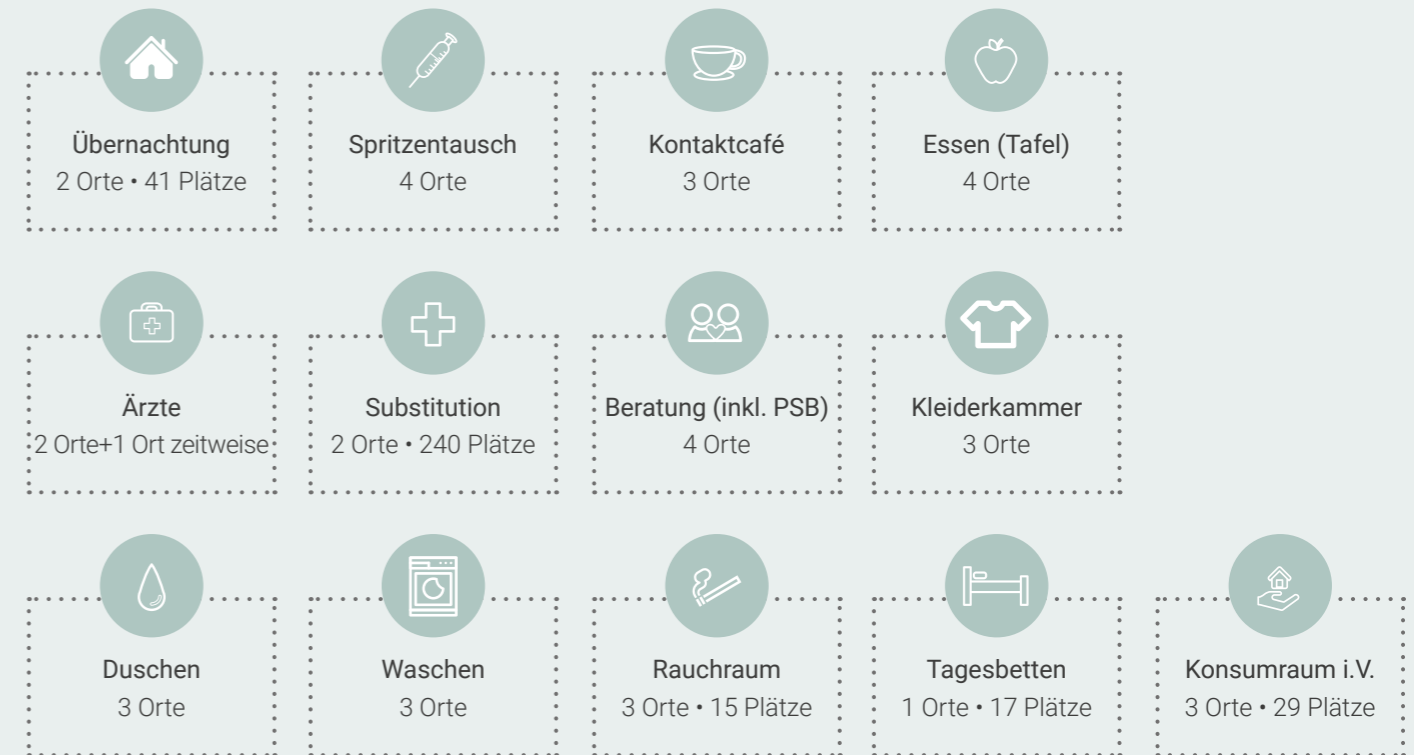 Übernachtung
2 Orte • 41 Plätze
Spritzentausch
4 Orte
Kontaktcafé
3 Orte
Essen (Tafel)
4 Orte
Ärzte
2 Orte+1 Ort zeitweise
Substitution
2 Orte • 240 Plätze
Beratung (inkl. PSB)
4 Orte
Kleiderkammer
3 Orte
Duschen
3 Orte
Waschen
3 Orte
Rauchraum
3 Orte • 15 Plätze
Tagesbetten
1 Orte • 17 Plätze
Konsumraum i.V.
3 Orte • 29 Plätze